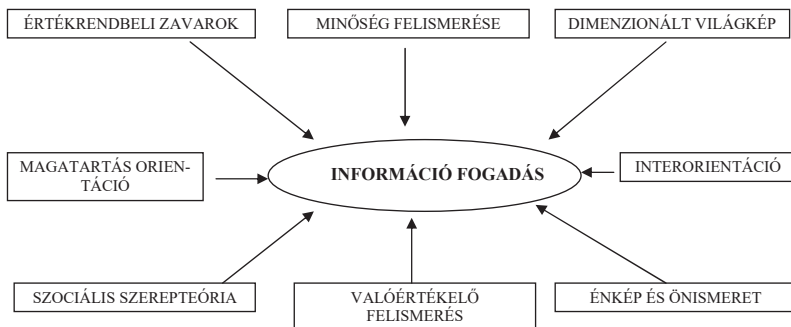 ÉRTÉKRENDBELI ZAVAROK
MINŐSÉG FELISMERÉSE
DIMENZIONÁLT VILÁGKÉP
MAGATARTÁS ORIEN-
TÁCIÓ
INFORMÁCIÓ FOGADÁS
INTERORIENTÁCIÓ
SZOCIÁLIS SZEREPTEÓRIA
VALÓÉRTÉKELŐ
FELISMERÉS
ÉNKÉP ÉS ÖNISMERET